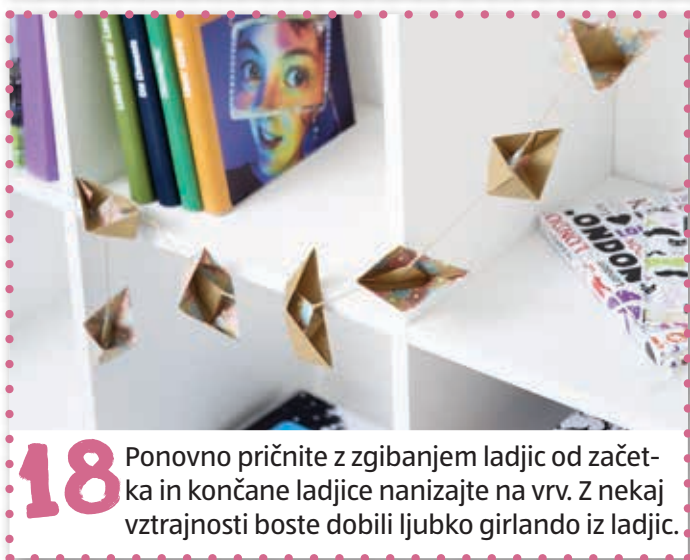 LONDON
18
Ponovno pričnite z zgibanjem ladjic od začet-
ka in končane ladjice nanizajte na vrv. Z nekaj
vztrajnosti boste dobili ljubko girlando iz ladjic.